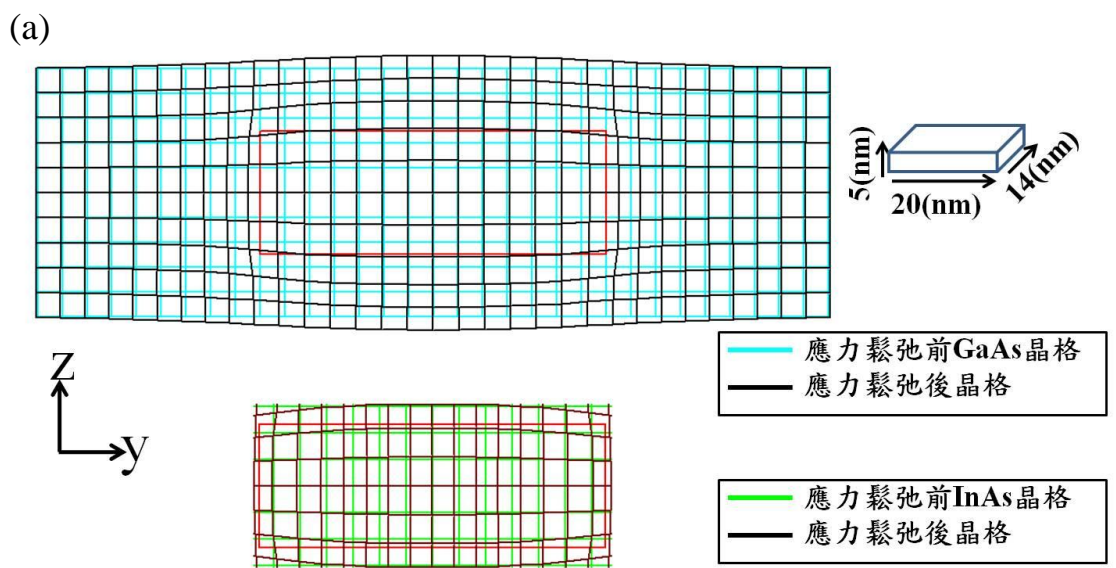 (a)
5(nm)
20(nm)
14(nm)
應力鬆弛前GaAs晶格
應力鬆弛後晶格
z
y
應力鬆弛前InAs晶格
應力鬆弛後晶格